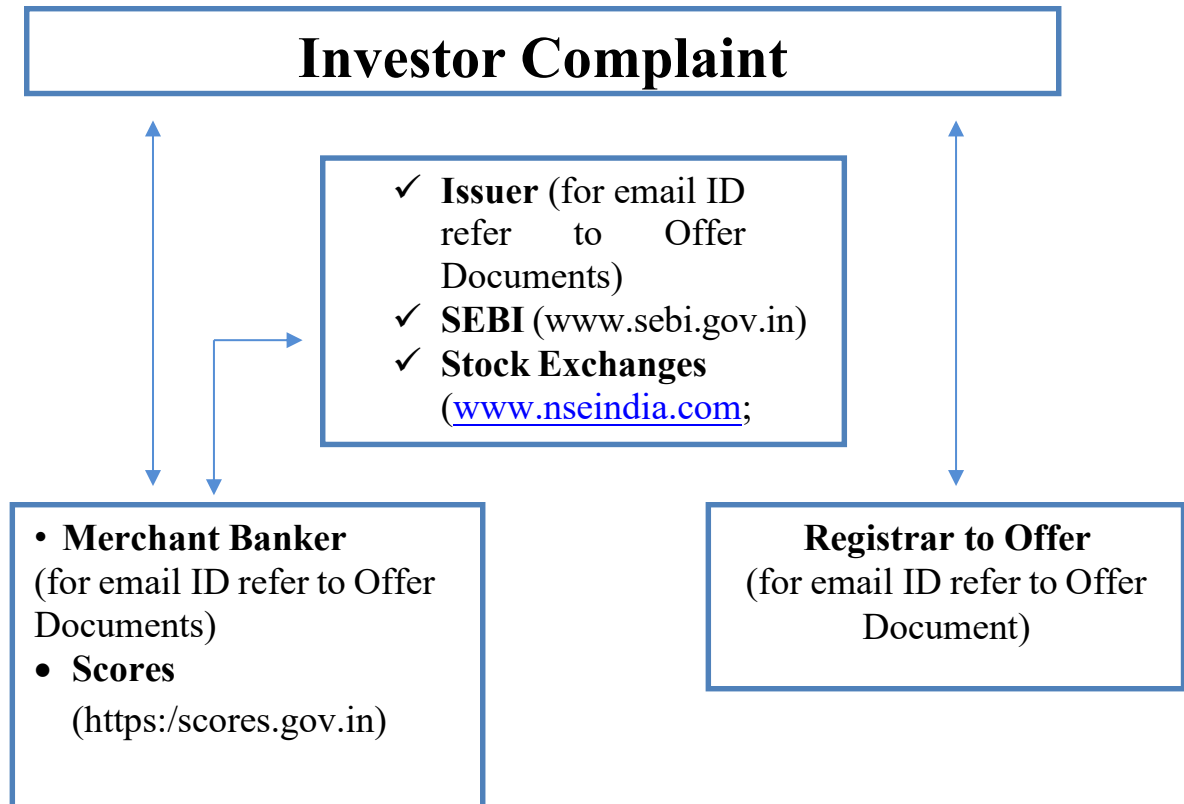 Investor Complaint
✓ Issuer (for email ID
refer to Offer
Documents)
✓ SEBI (www.sebi.gov.in)
✓ Stock Exchanges
(www.nseindia.com;
• Merchant Banker
(for email ID refer to Offer
Documents)
• Scores
(https:/scores.gov.in)
Registrar to Offer
(for email ID refer to Offer
Document)